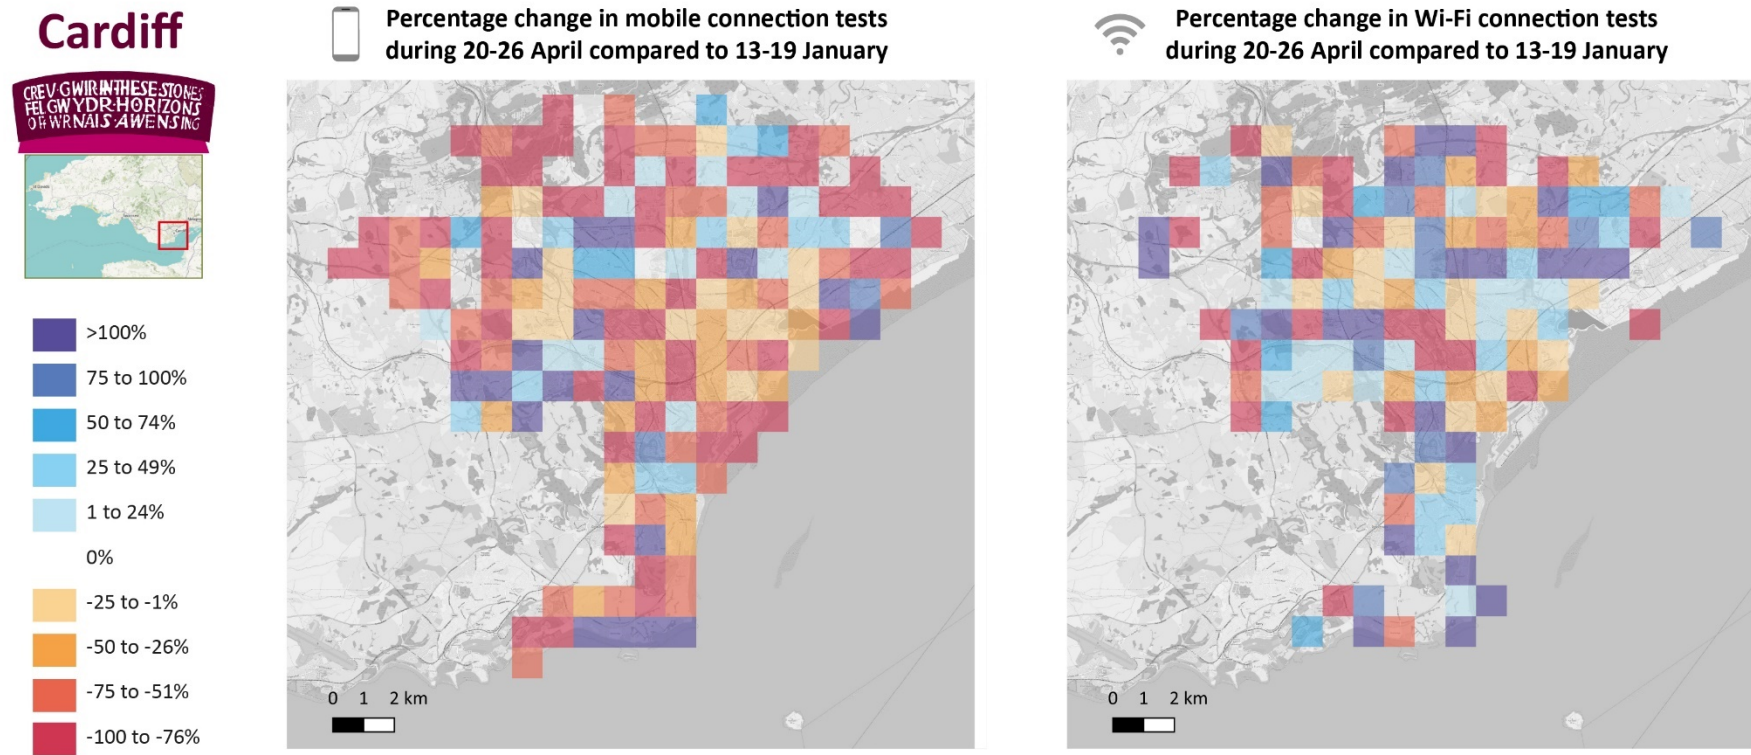 Cardiff
CREV·GWIR IN THESE·STONES
FEL GWYDR·HORIZONS
O FFWRNAIS·AWEN SING
Percentage change in mobile connection tests
during 20-26 April compared to 13-19 January
Percentage change in Wi-Fi connection tests
during 20-26 April compared to 13-19 January
>100%
75 to 100%
50 to 74%
25 to 49%
1 to 24%
0%
-25 to -1%
-50 to -26%
-75 to -51%
-100 to -76%
0 1 2 km
0 1 2 km